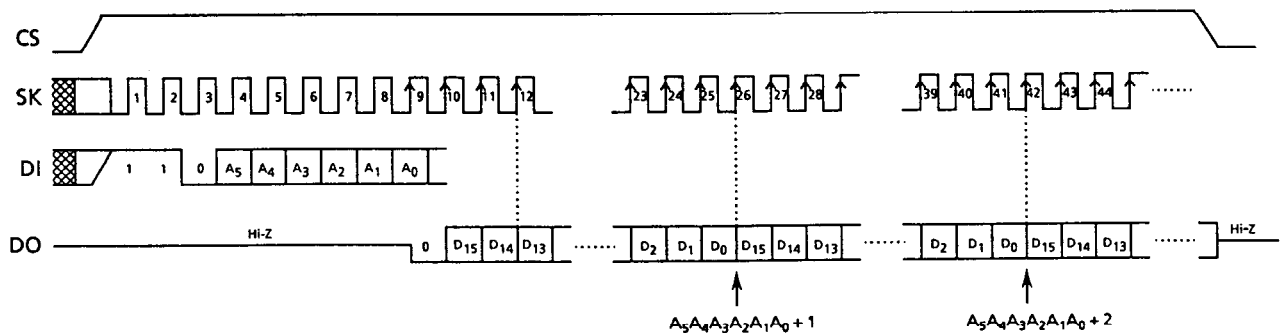 CS
SK 1 2 3 4 5 6 7 8 9 10 11 12 23 24 25 26 27 28 39 40 41 42 43 44
DI 1 1 0 A5 A4 A3 A2 A1 A0
DO Hi-Z 0 D15 D14 D13 D2 D1 D0 D15 D14 D13 D2 D1 D0 D15 D14 D13 Hi-Z
A5A4A3A2A1A0 + 1 A5A4A3A2A1A0 + 2